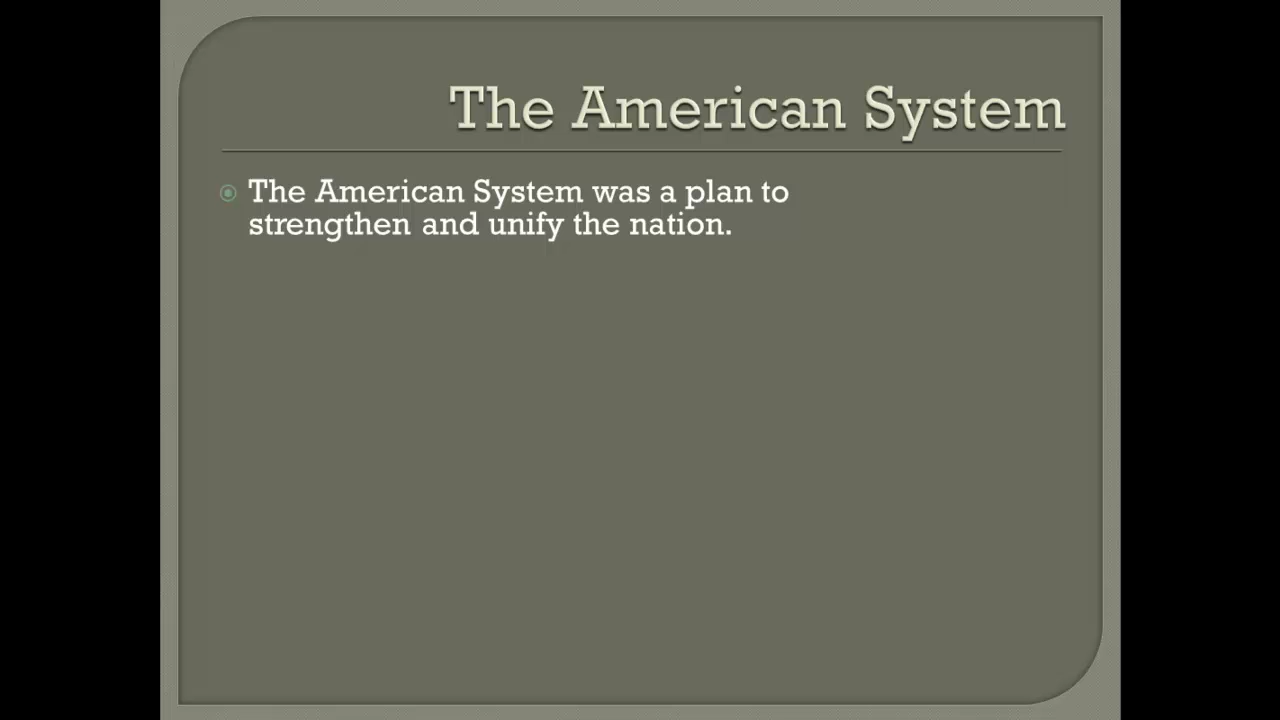 The American System
The American System was a plan to
strengthen and unify the nation.